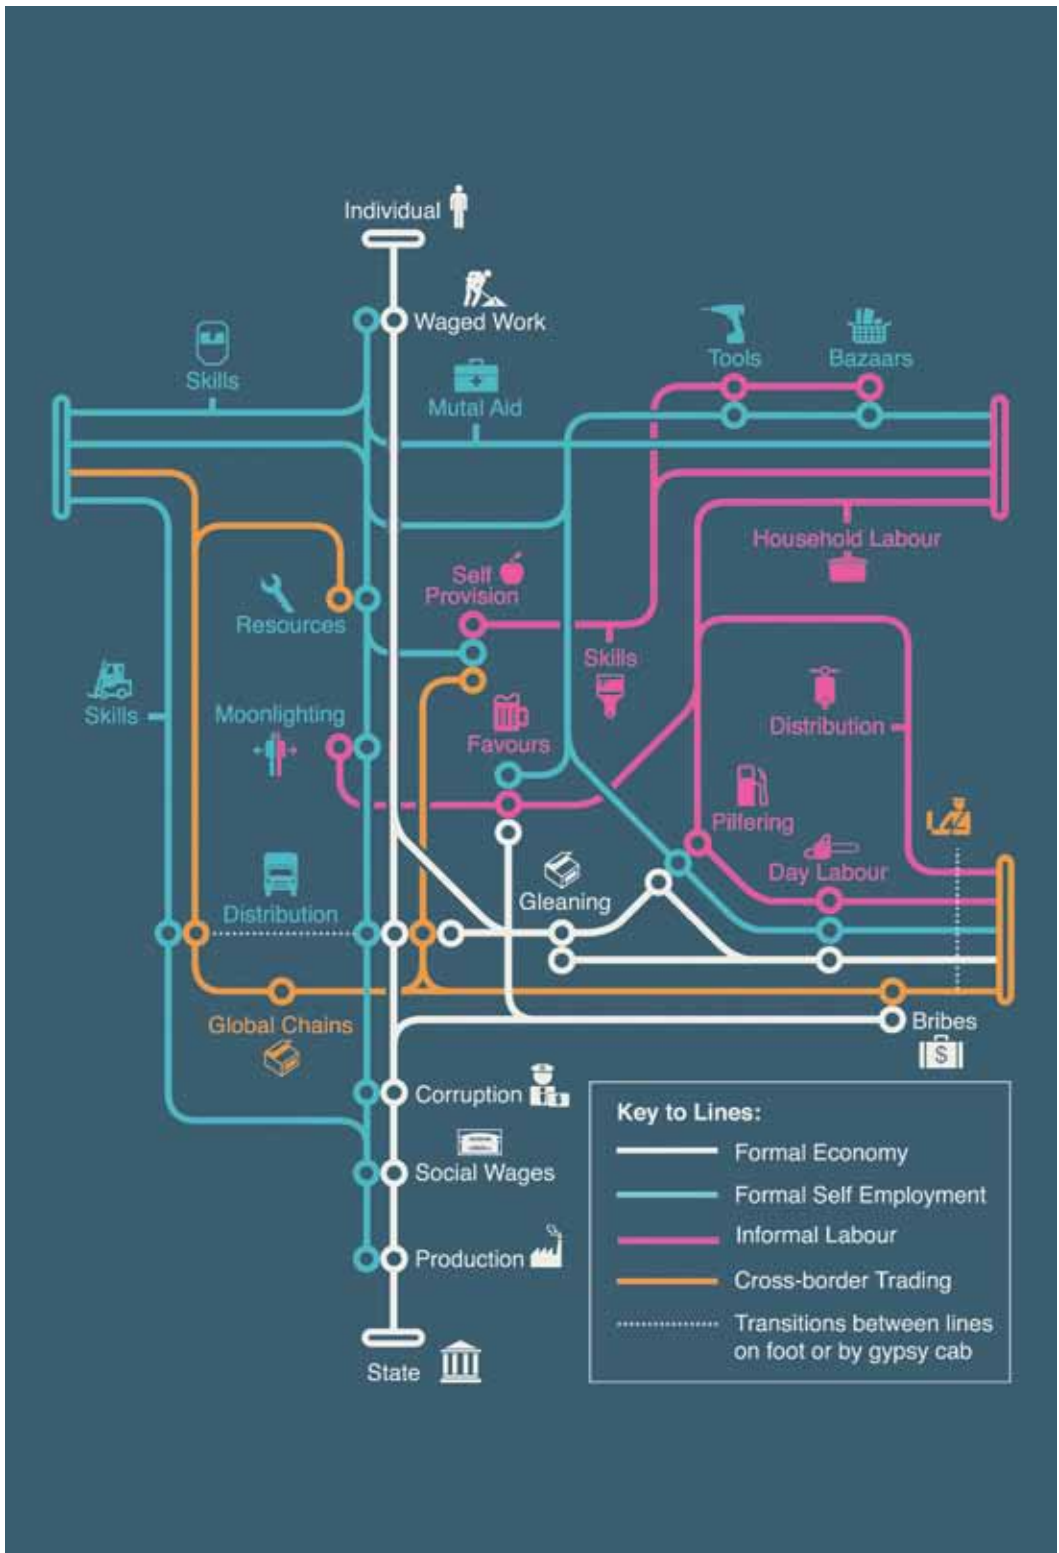 Individual
Waged Work
Skills
Mutal Aid
Tools
Bazaars
Household Labour
Self
Provision
Resources
Skills
Skills
Moonlighting
Favours
Distribution
Pilfering
Day Labour
Gleaning
Distribution
Global Chains
Bribes
$
Corruption
Social Wages
Production
State
Key to Lines:
Formal Economy
Formal Self Employment
Informal Labour
Cross-border Trading
Transitions between lines
on foot or by gypsy cab